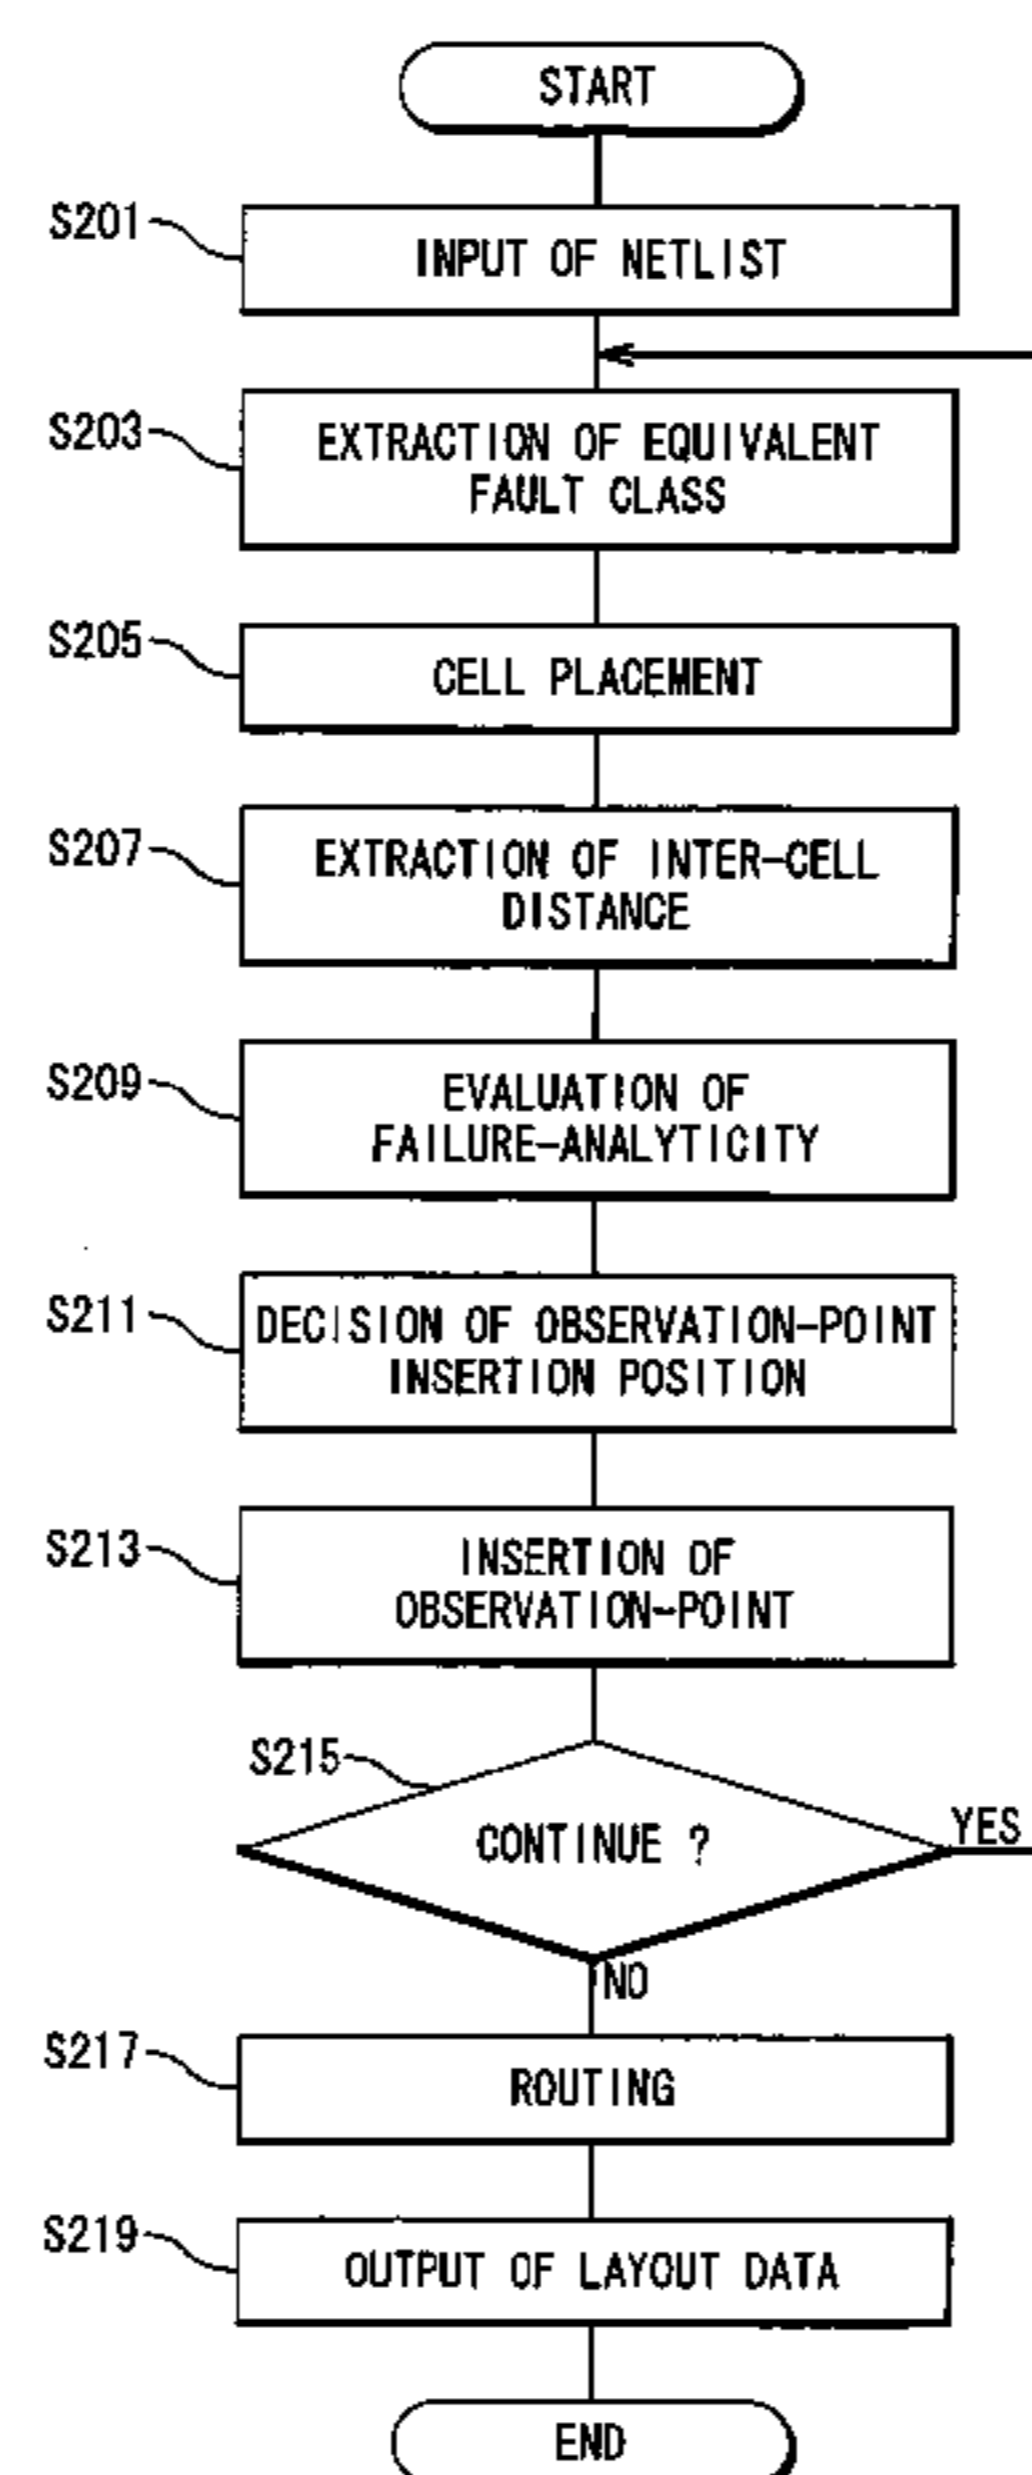 START
S201
INPUT OF NETLIST
S203
EXTRACTION OF EQUIVALENT
FAULT CLASS
S205
CELL PLACEMENT
S207
EXTRACTION OF INTER-CELL
DISTANCE
S209
EVALUATION OF
FAILURE-ANALYTICITY
S211
DECISION OF OBSERVATION-POINT
INSERTION POSITION
S213
INSERTION OF
OBSERVATION-POINT
S215
CONTINUE ?
YES
NO
S217
ROUTING
S219
OUTPUT OF LAYOUT DATA
END